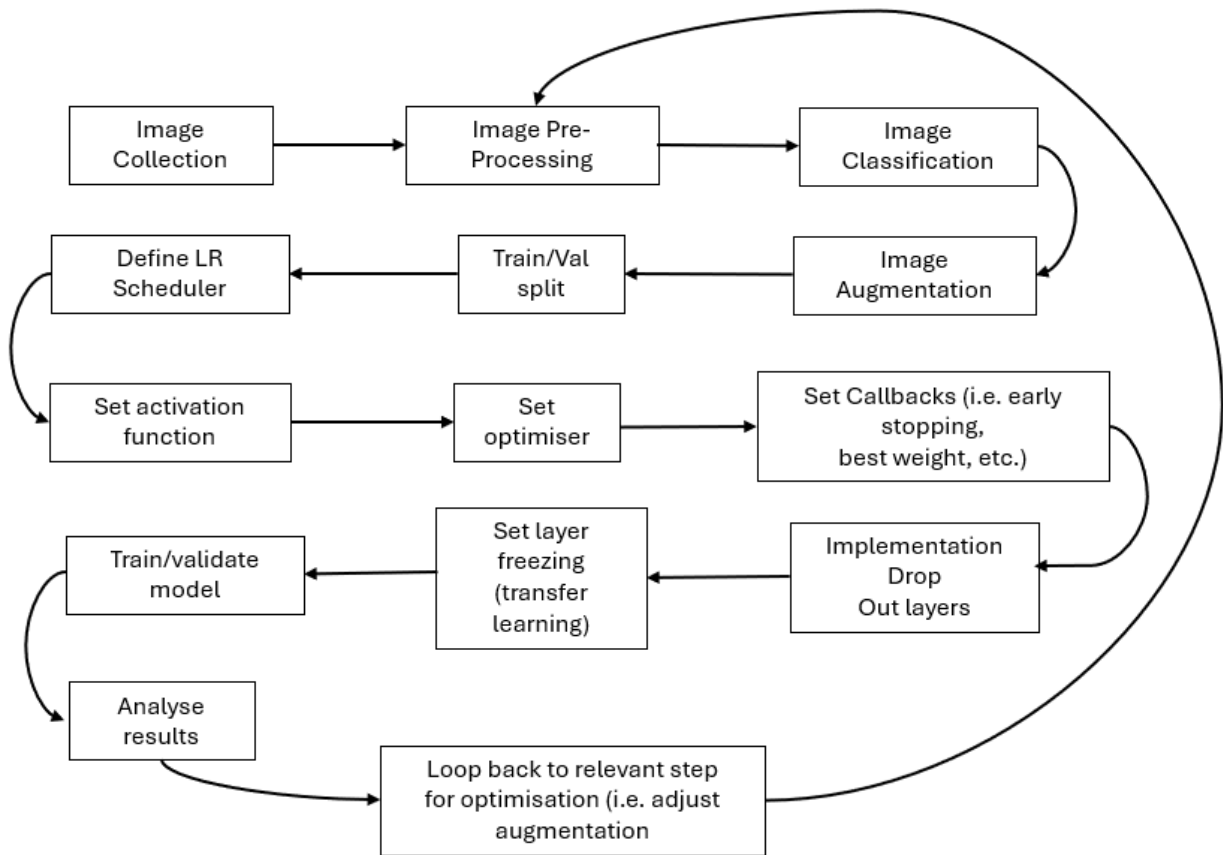 Image
Collection
Image Pre-
Processing
Image
Classification
Define LR
Scheduler
Train/Val
split
Image
Augmentation
Set activation
function
Set
optimiser
Set Callbacks (i.e. early
stopping,
best weight, etc.)
Train/validate
model
Set layer
freezing
(transfer
learning)
Implementation
Drop
Out layers
Analyse
results
Loop back to relevant step
for optimisation (i.e. adjust
augmentation